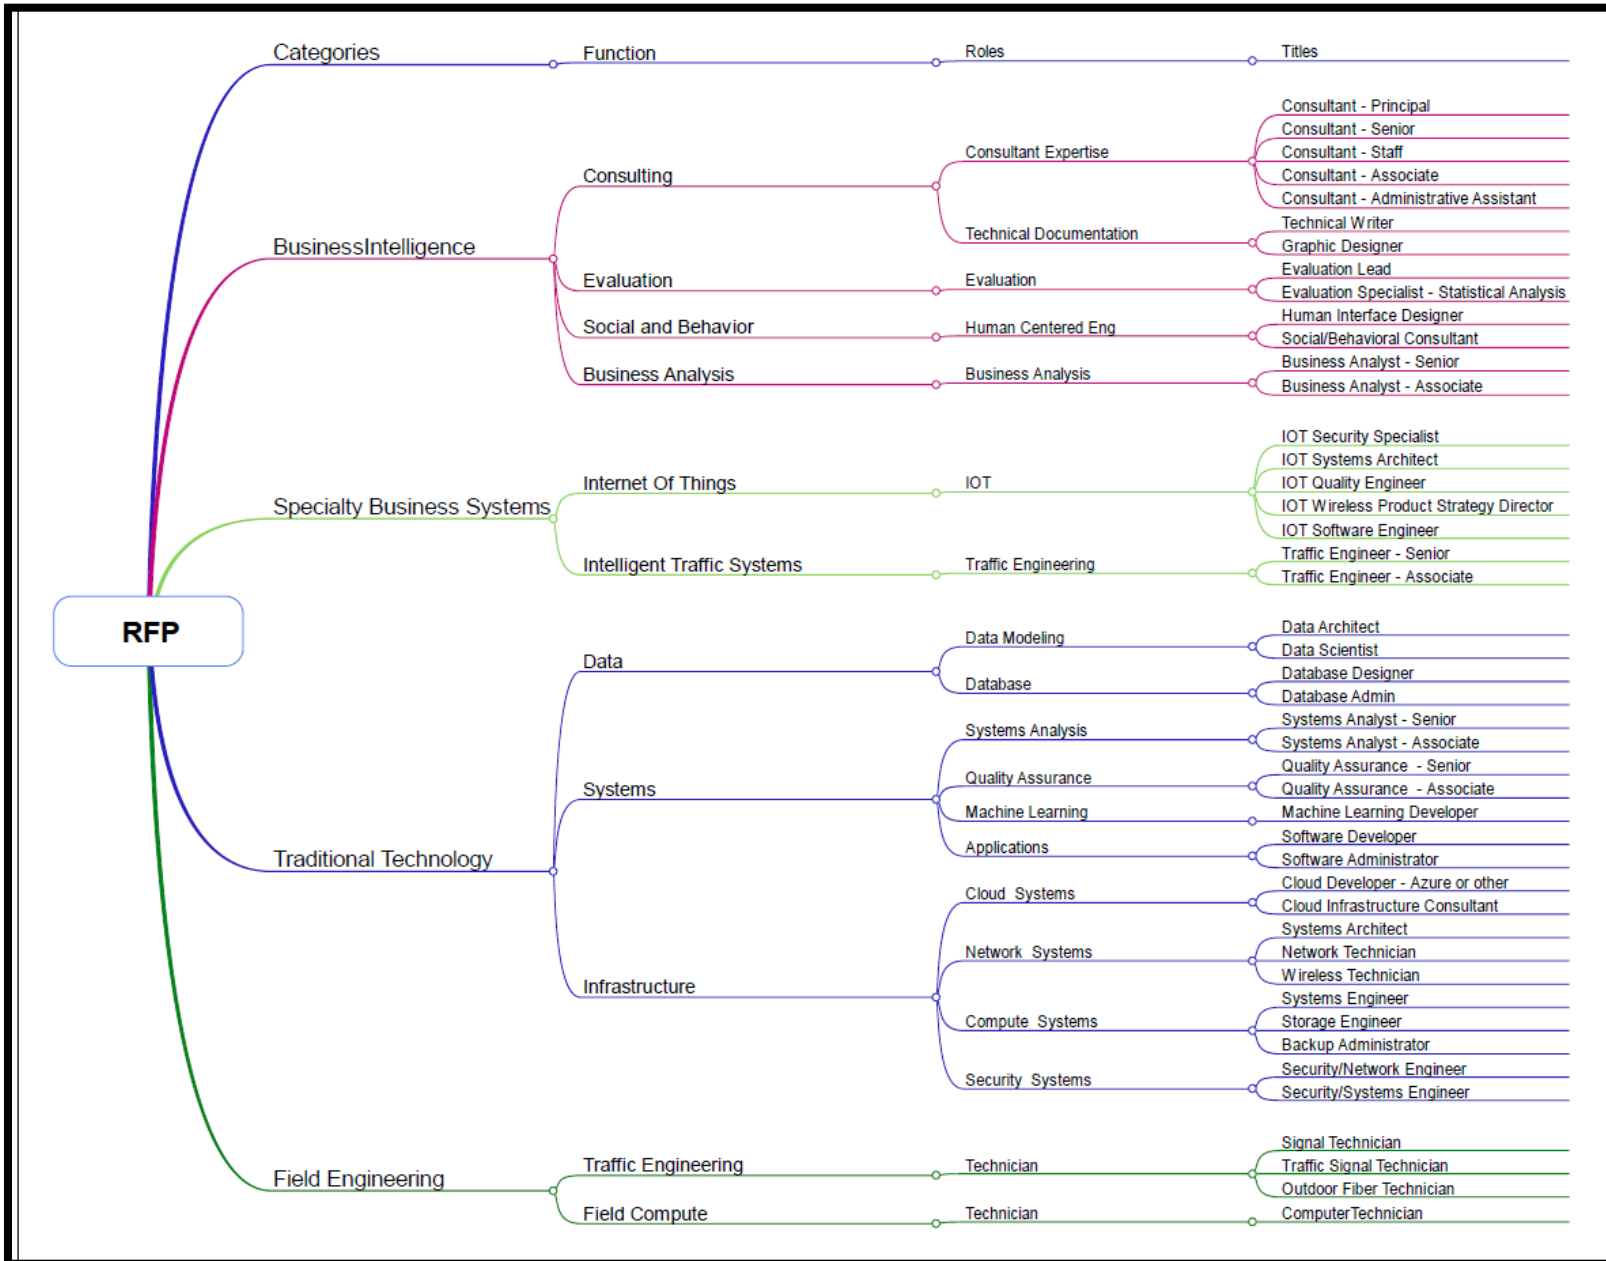 Categories
Function
Roles
Titles
BusinessIntelligence
Consulting
Consultant Expertise
Consultant - Principal
Consultant - Senior
Consultant - Staff
Consultant - Associate
Consultant - Administrative Assistant
Technical Documentation
Technical Writer
Graphic Designer
Evaluation
Evaluation
Evaluation Lead
Evaluation Specialist - Statistical Analysis
Social and Behavior
Human Centered Eng
Human Interface Designer
Social/Behavioral Consultant
Business Analysis
Business Analysis
Business Analyst - Senior
Business Analyst - Associate
Specialty Business Systems
Internet Of Things
IOT
IOT Security Specialist
IOT Systems Architect
IOT Quality Engineer
IOT Wireless Product Strategy Director
IOT Software Engineer
Intelligent Traffic Systems
Traffic Engineering
Traffic Engineer - Senior
Traffic Engineer - Associate
RFP
Traditional Technology
Data
Data Modeling
Data Architect
Data Scientist
Database
Database Designer
Database Admin
Systems
Systems Analysis
Systems Analyst - Senior
Systems Analyst - Associate
Quality Assurance
Quality Assurance  - Senior
Quality Assurance  - Associate
Machine Learning
Machine Learning Developer
Applications
Software Developer
Software Administrator
Infrastructure
Cloud  Systems
Cloud Developer - Azure or other
Cloud Infrastructure Consultant
Network  Systems
Systems Architect
Network Technician
Wireless Technician
Compute  Systems
Systems Engineer
Storage Engineer
Backup Administrator
Security  Systems
Security/Network Engineer
Security/Systems Engineer
Field Engineering
Traffic Engineering
Technician
Signal Technician
Traffic Signal Technician
Outdoor Fiber Technician
Field Compute
Technician
ComputerTechnician